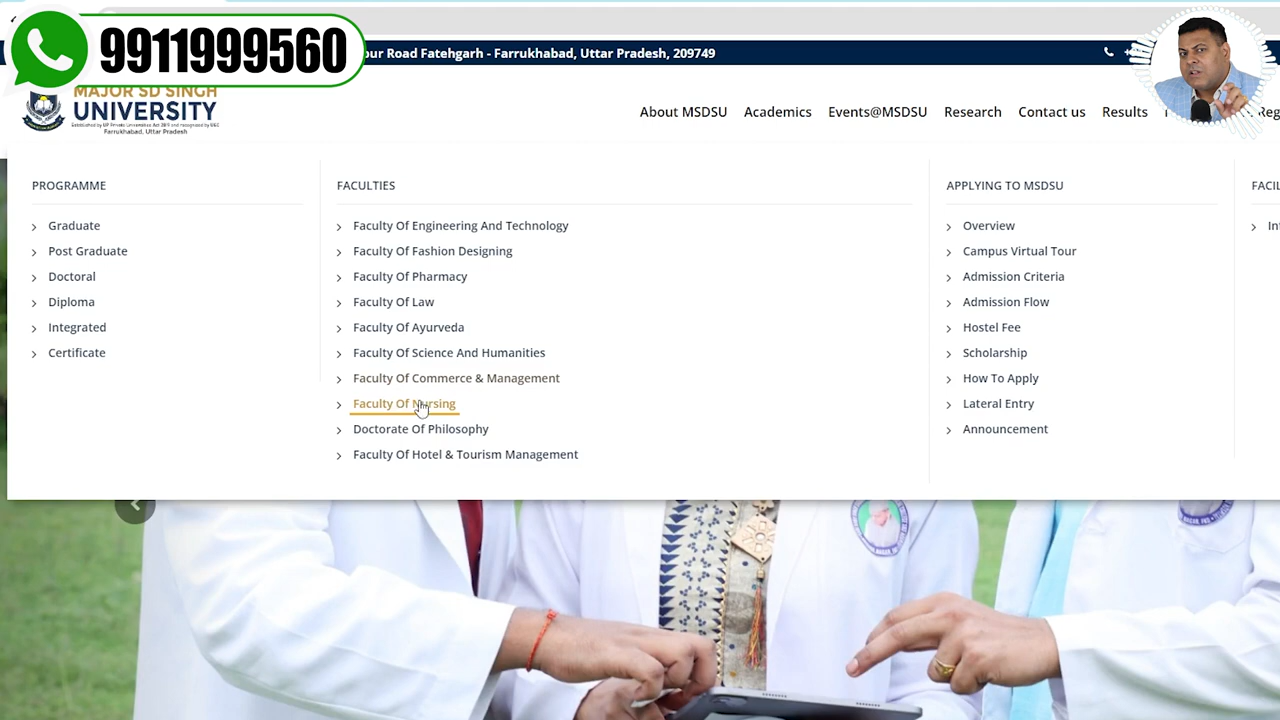 9911999560
pur Road Fatehgarh - Farrukhabad, Uttar Pradesh, 209749
MAJOR SD SINGH
UNIVERSITY
Farrukhabad, Uttar Pradesh
About MSDSU Academics Events@MSDSU Research Contact us Results
PROGRAMME
Graduate
Post Graduate
Doctoral
Diploma
Integrated
Certificate
FACULTIES
Faculty Of Engineering And Technology
Faculty Of Fashion Designing
Faculty Of Pharmacy
Faculty Of Law
Faculty Of Ayurveda
Faculty Of Science And Humanities
Faculty Of Commerce & Management
Faculty Of Nursing
Doctorate Of Philosophy
Faculty Of Hotel & Tourism Management
APPLYING TO MSDSU
Overview
Campus Virtual Tour
Admission Criteria
Admission Flow
Hostel Fee
Scholarship
How To Apply
Lateral Entry
Announcement